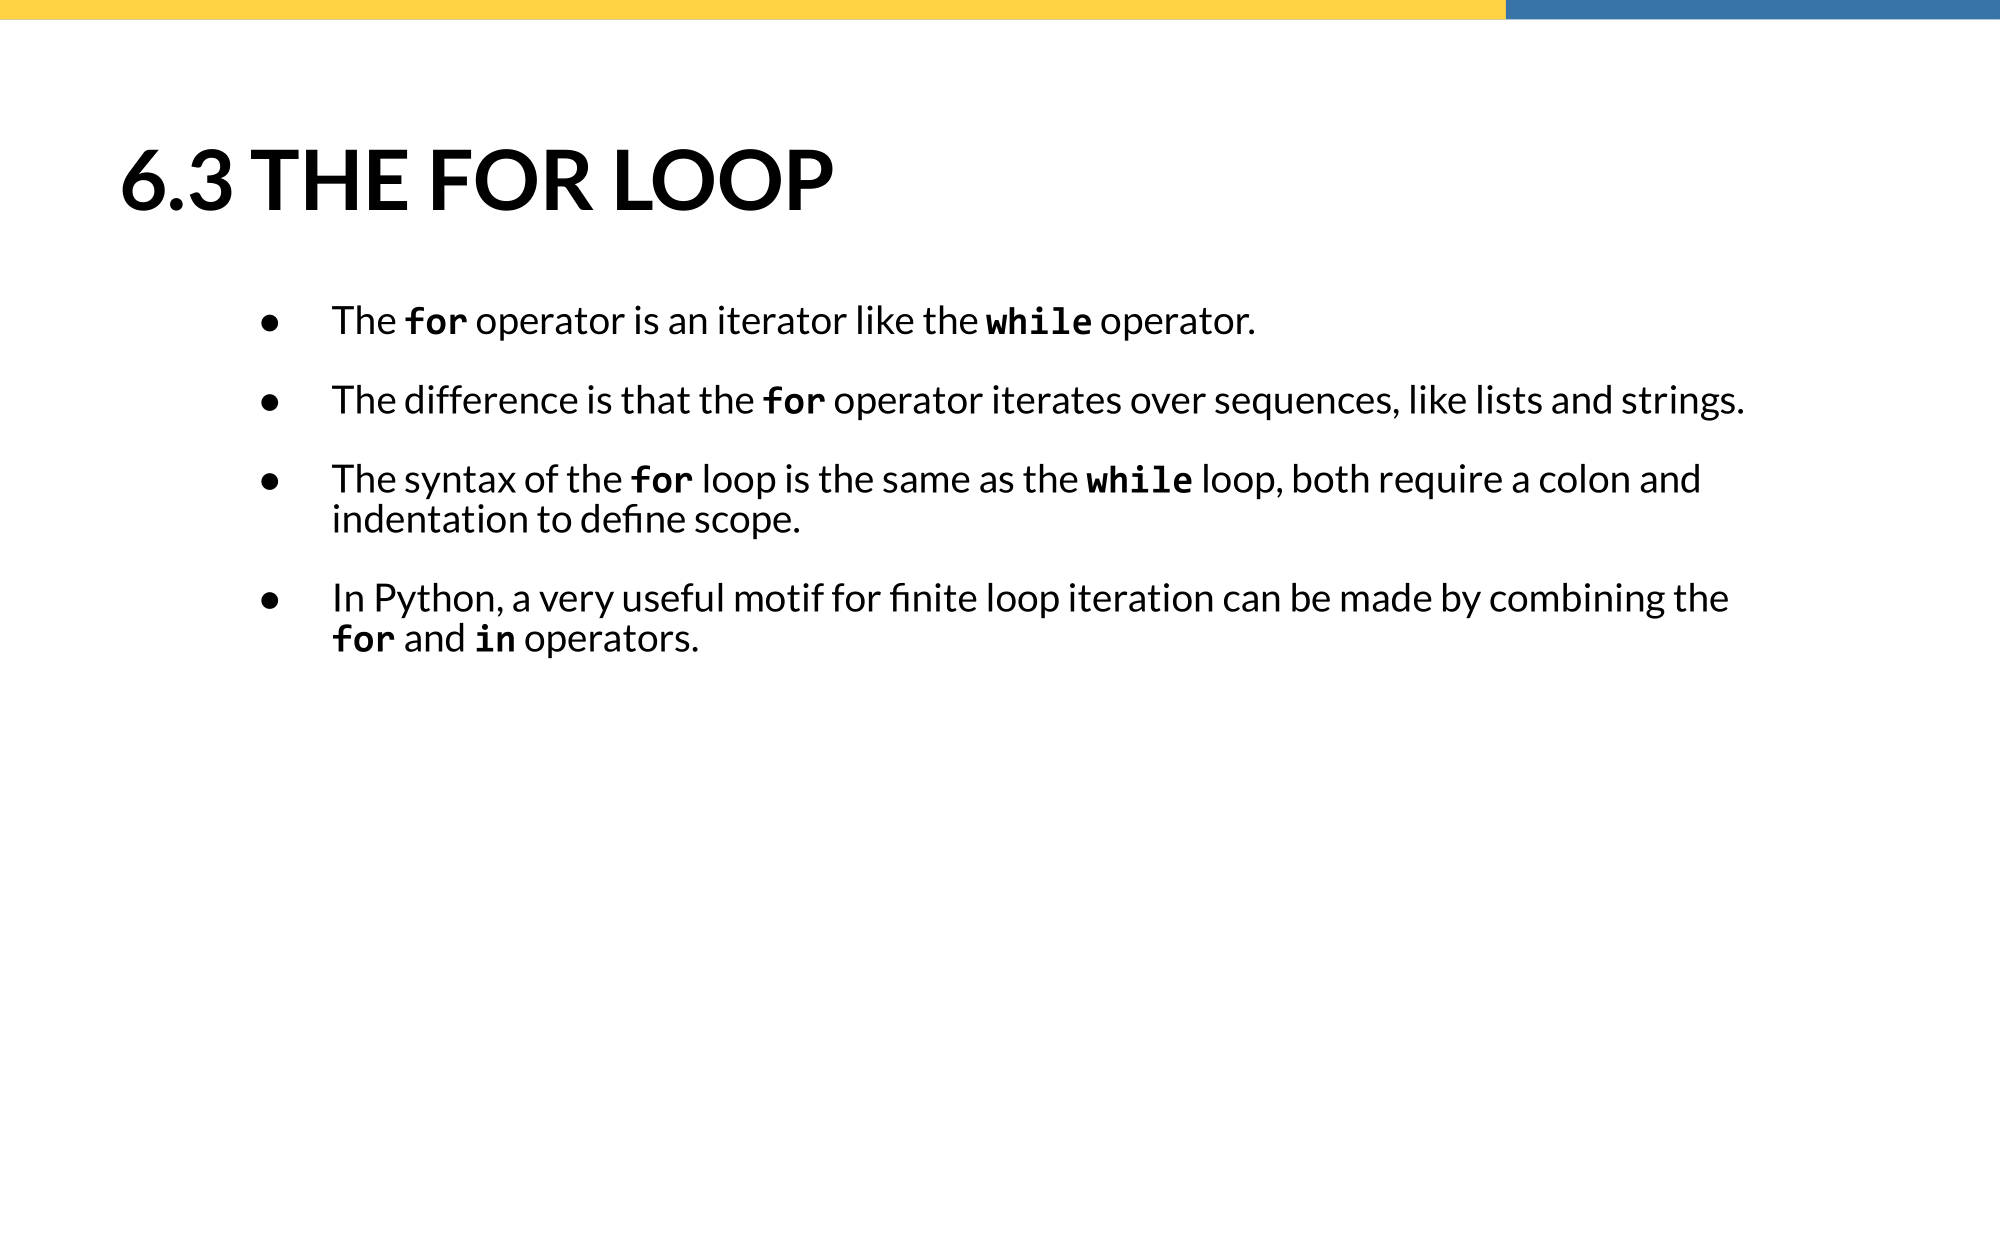 6.3 THE FOR LOOP
● The for operator is an iterator like the while operator.
● The difference is that the for operator iterates over sequences, like lists and strings.
● The syntax of the for loop is the same as the while loop, both require a colon and
indentation to define scope.
● In Python, a very useful motif for finite loop iteration can be made by combining the
for and in operators.